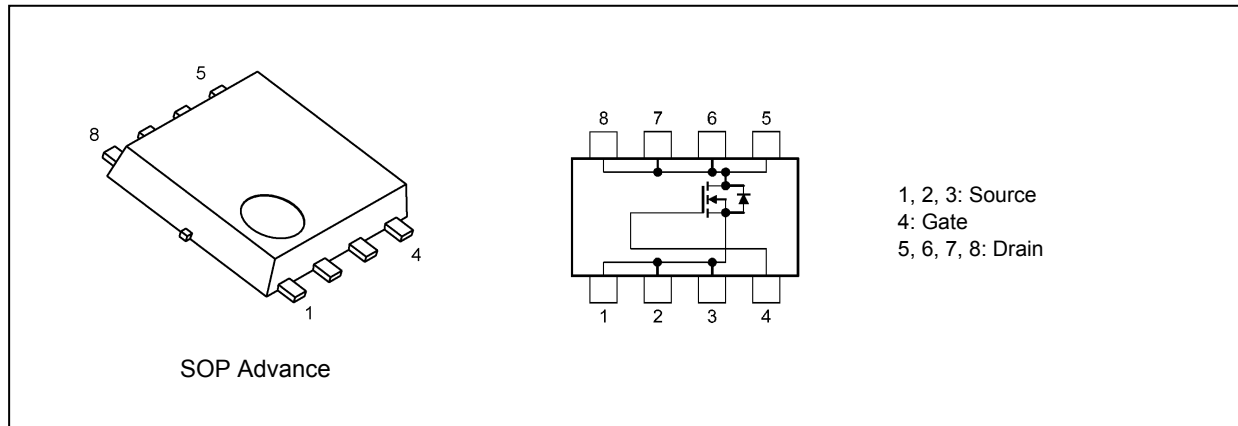 5
8
4
1
SOP Advance
8 7 6 5
1 2 3 4
1, 2, 3: Source
4: Gate
5, 6, 7, 8: Drain